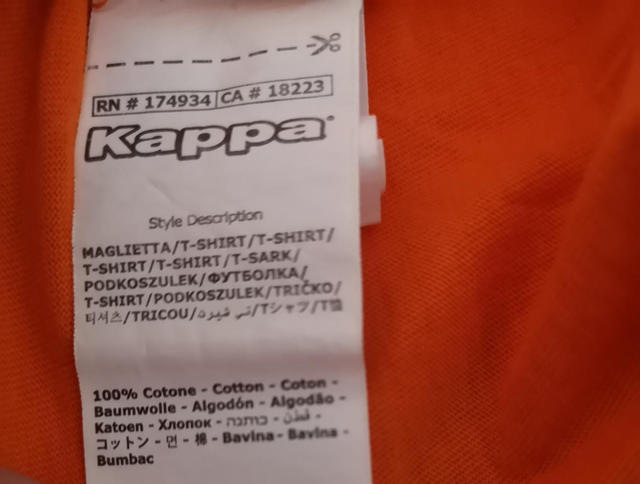 RN # 174934 CA # 18223
Kappa
Style Description
MAGLIETTA/T-SHIRT/T-SHIRT/
T-SHIRT/T-SHIRT/T-SARK/
PODKOSZULEK/ФУТБОЛКА/
T-SHIRT/PODKOSZULEK/TRIČKO/
티셔츠/TRICOU/تي شيرت/Tシャツ/T恤
100% Cotone - Cotton - Coton -
Baumwolle - Algodón - Algodão -
Katoen - Хлопок - כותנה - قطن -
コットン - 면 - 棉 - Bavlna - Bavlna -
Bumbac